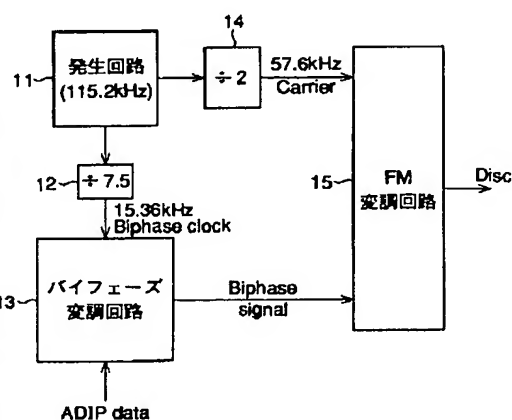 14
11
発生回路
(115.2kHz)
÷2
57.6kHz
Carrier
12
÷7.5
15.36kHz
Biphase clock
15
FM
変調回路
Disc
13
バイフェーズ
変調回路
Biphase
signal
ADIP data